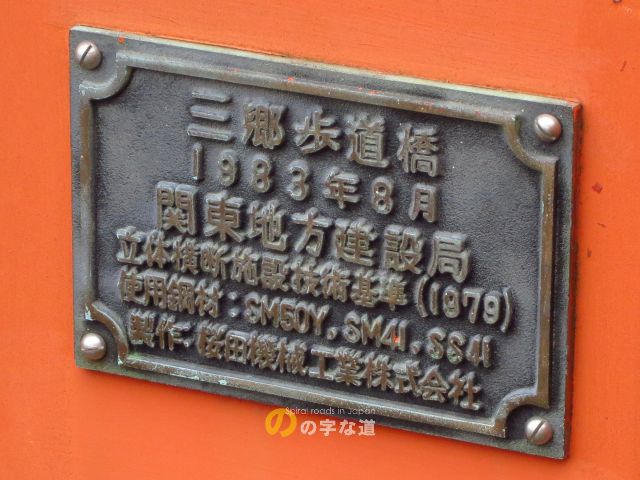 三郷歩道橋
1983年8月
関東地方建設局
立体横断施設技術基準(1979)
使用鋼材:SM50Y,SM41,SS41
製作:桜田機械工業株式会社
Spiral roads in Japan
のの字な道